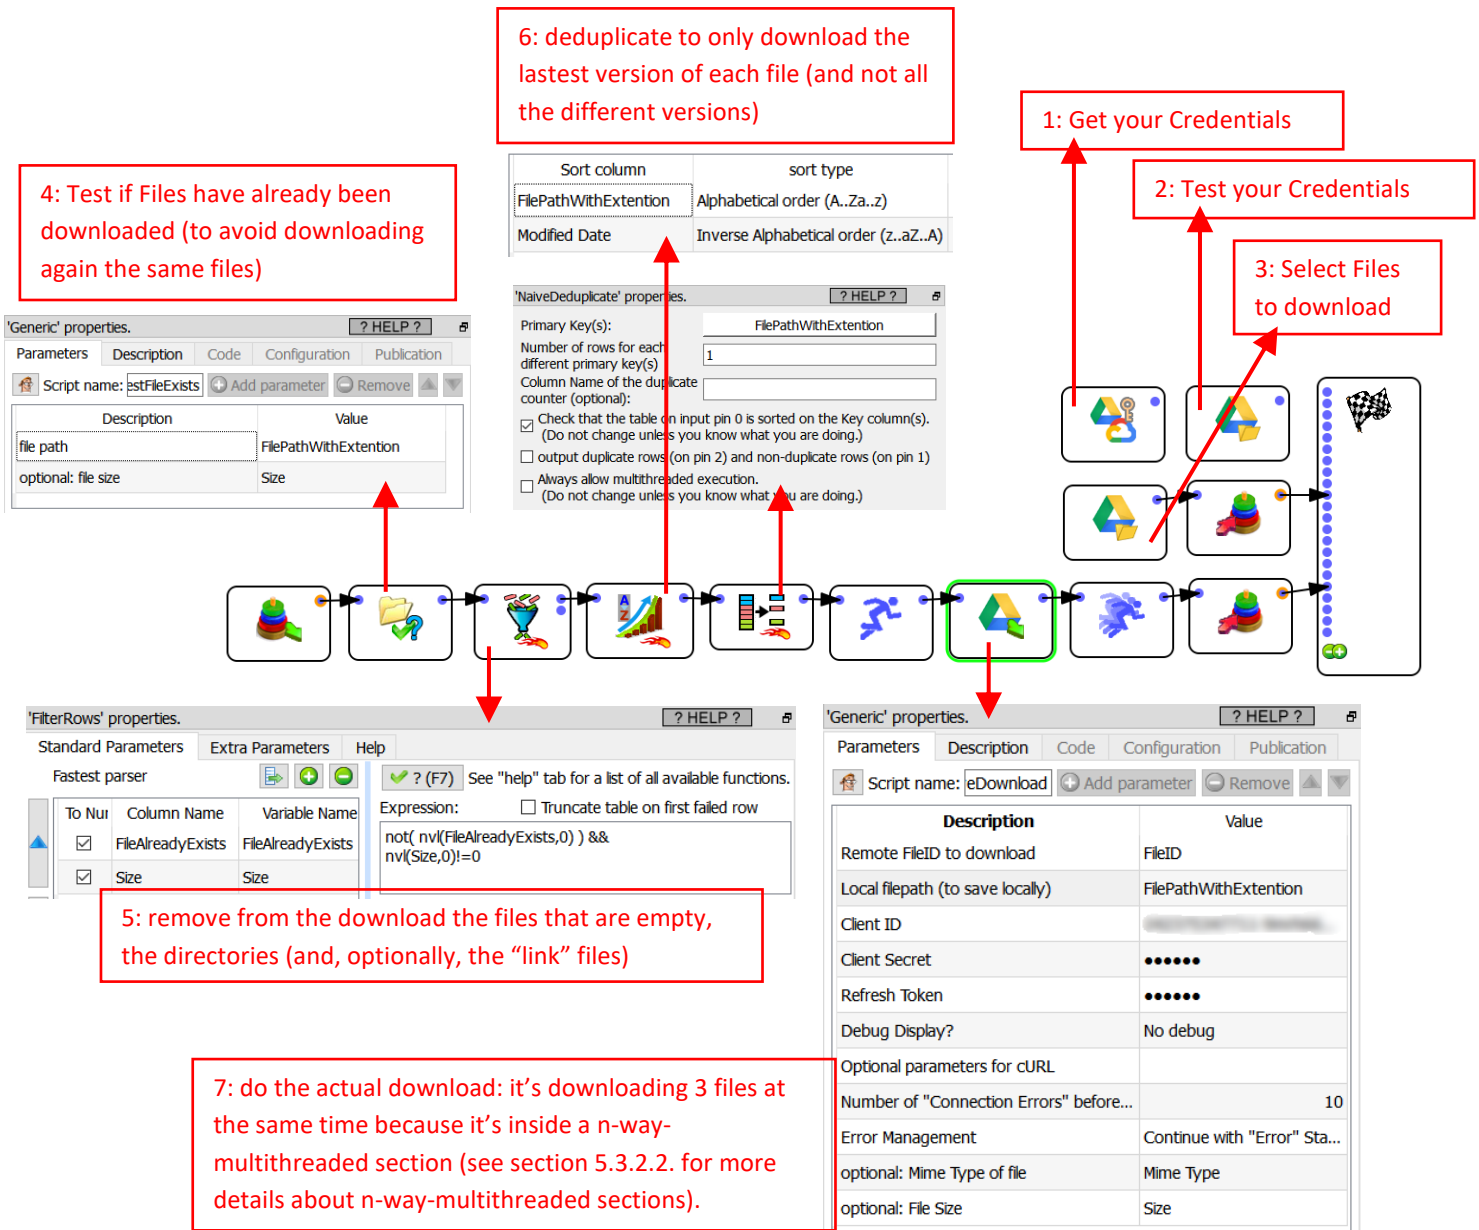 6: deduplicate to only download the
lastest version of each file (and not all
the different versions)
1: Get your Credentials
2: Test your Credentials
3: Select Files
to download
4: Test if Files have already been
downloaded (to avoid downloading
again the same files)
Sort column sort type
FilePathWithExtention Alphabetical order (A..Za..z)
Modified Date Inverse Alphabetical order (z..aZ..A)
'NaiveDeduplicate' properties. ? HELP ?
Primary Key(s): FilePathWithExtention
Number of rows for each
different primary key(s) 1
Column Name of the duplicate
counter (optional):
Check that the table on input pin 0 is sorted on the Key column(s).
(Do not change unless you know what you are doing.)
output duplicate rows (on pin 2) and non-duplicate rows (on pin 1)
Always allow multithreaded execution.
(Do not change unless you know what you are doing.)
'Generic' properties. ? HELP ?
Parameters Description Code Configuration Publication
Script name: estFileExists Add parameter Remove
Description Value
file path FilePathWithExtention
optional: file size Size
A
Z
'FilterRows' properties. ? HELP ?
Standard Parameters Extra Parameters Help
Fastest parser ? (F7) See "help" tab for a list of all available functions.
To Nur Column Name Variable Name
Expression: Truncate table on first failed row
FileAlreadyExists FileAlreadyExists
Size Size
not( nvl(FileAlreadyExists,0) ) &&
nvl(Size,0)!=0
5: remove from the download the files that are empty,
the directories (and, optionally, the “link” files)
7: do the actual download: it’s downloading 3 files at
the same time because it’s inside a n-way-
multithreaded section (see section 5.3.2.2. for more
details about n-way-multithreaded sections).
'Generic' properties. ? HELP ?
Parameters Description Code Configuration Publication
Script name: eDownload Add parameter Remove
Description Value
Remote FileID to download FileID
Local filepath (to save locally) FilePathWithExtention
Client ID
Client Secret ●●●●●●
Refresh Token ●●●●●●
Debug Display? No debug
Optional parameters for cURL
Number of "Connection Errors" before... 10
Error Management Continue with "Error" Sta...
optional: Mime Type of file Mime Type
optional: File Size Size